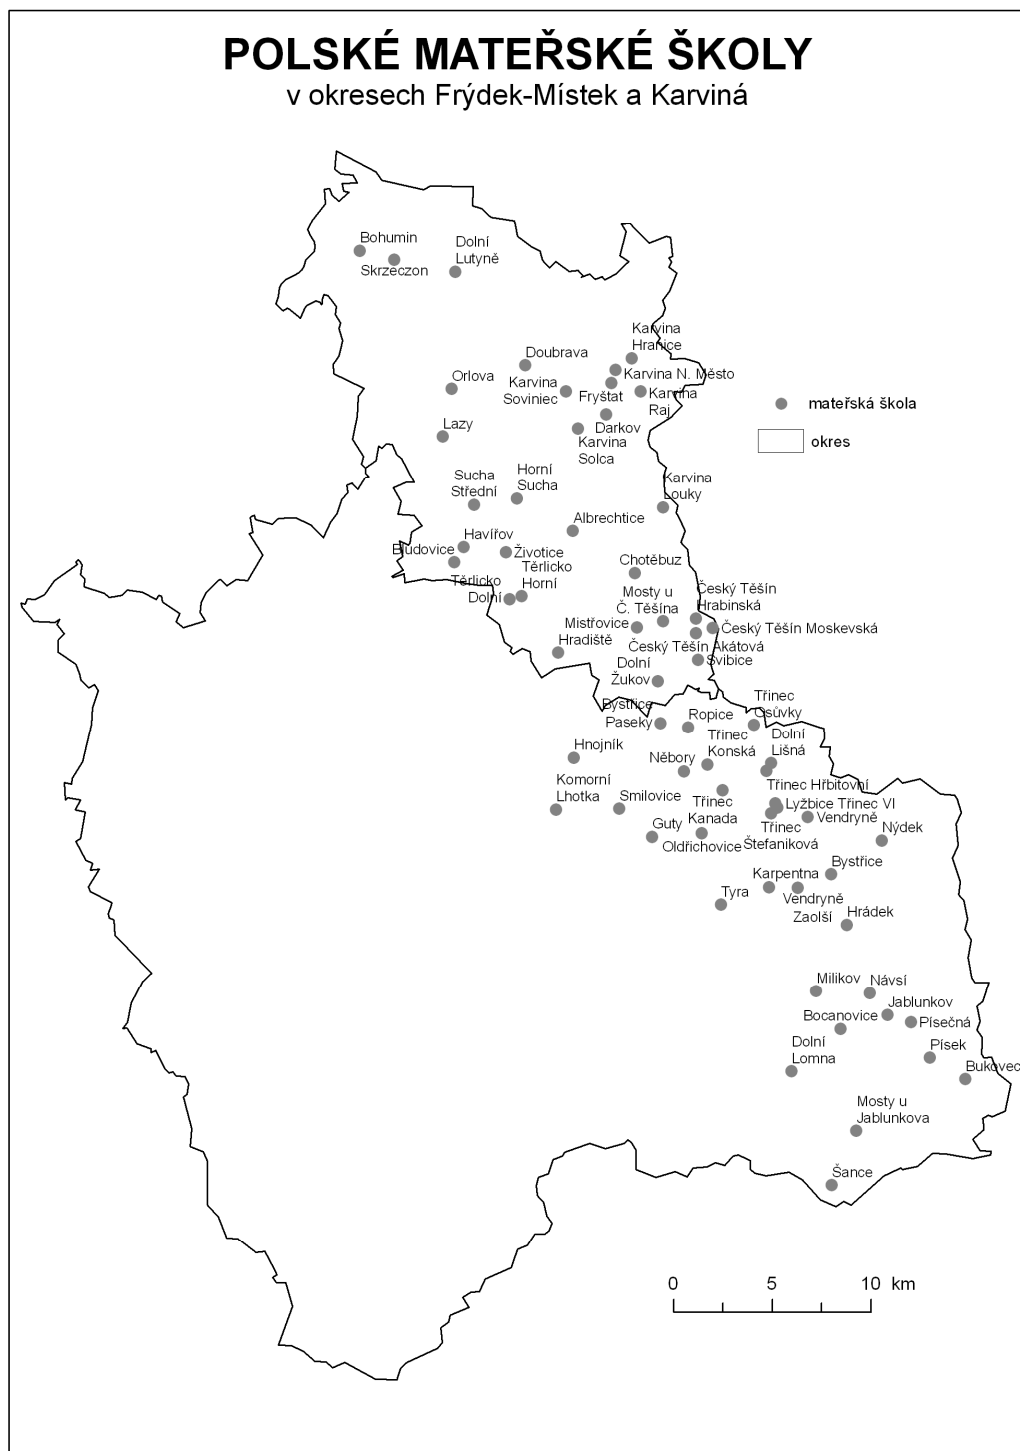 POLSKÉ MATEŘSKÉ ŠKOLY
v okresech Frýdek-Místek a Karviná
Bohumin
Skrzeczon
Dolní
Lutyně
Karvina
Hranice
Doubrava
Karvina N. Město
Orlova
Karvina
Soviniec
Fryštat
Karvina
Raj
mateřská škola
Lazy
Darkov
Karvina
Solca
okres
Sucha
Střední
Horní
Sucha
Karvina
Louky
Albrechtice
Havířov
Bludovice
Životice
Těrlicko
Horní
Těrlicko
Dolní
Chotěbuz
Mosty u
Č. Těšína
Český Těšín
Hrabinská
Mistřovice
Český Těšín Moskevská
Hradiště
Český Těšín Akátová
Svibice
Dolní
Žukov
Bystřice
Paseky
Ropice
Třinec
Osůvky
Třinec
Konská
Dolní
Lišná
Hnojník
Něbory
Komorní
Lhotka
Smilovice
Třinec Hřbitovní
Třinec
Kanada
Lyžbice Třinec VI
Vendryně
Guty
Oldřichovice
Třinec
Štefaniková
Nýdek
Bystřice
Karpentna
Tyra
Vendryně
Zaolší
Hrádek
Milikov
Návsí
Jablunkov
Bocanovice
Písečná
Dolní
Lomna
Písek
Bukovec
Mosty u
Jablunkova
Šance
0 5 10 km